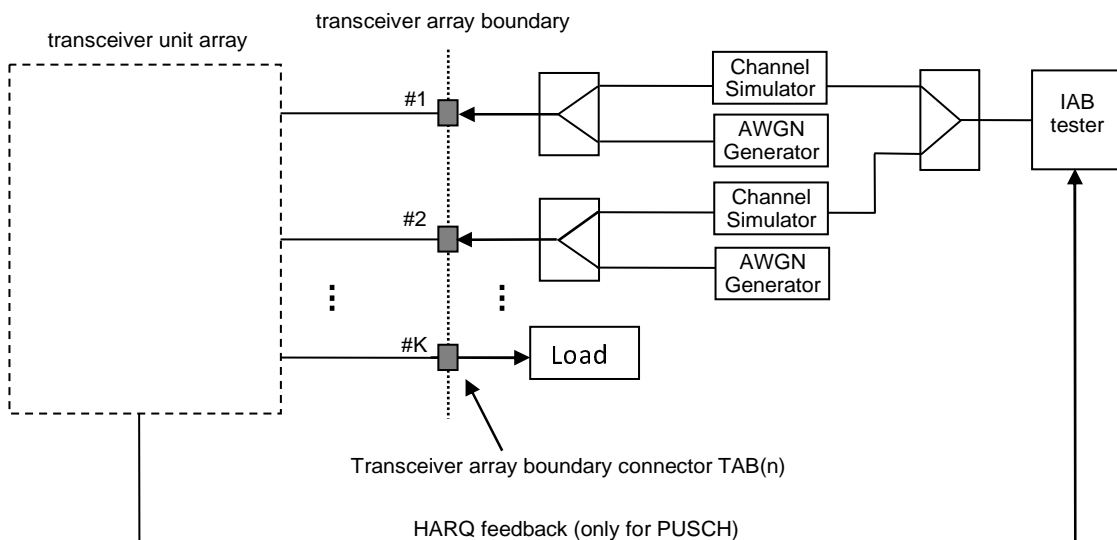 transceiver array boundary
transceiver unit array
#1
Channel
Simulator
AWGN
Generator
IAB
tester
#2
Channel
Simulator
AWGN
Generator
#K
Load
Transceiver array boundary connector TAB(n)
HARQ feedback (only for PUSCH)